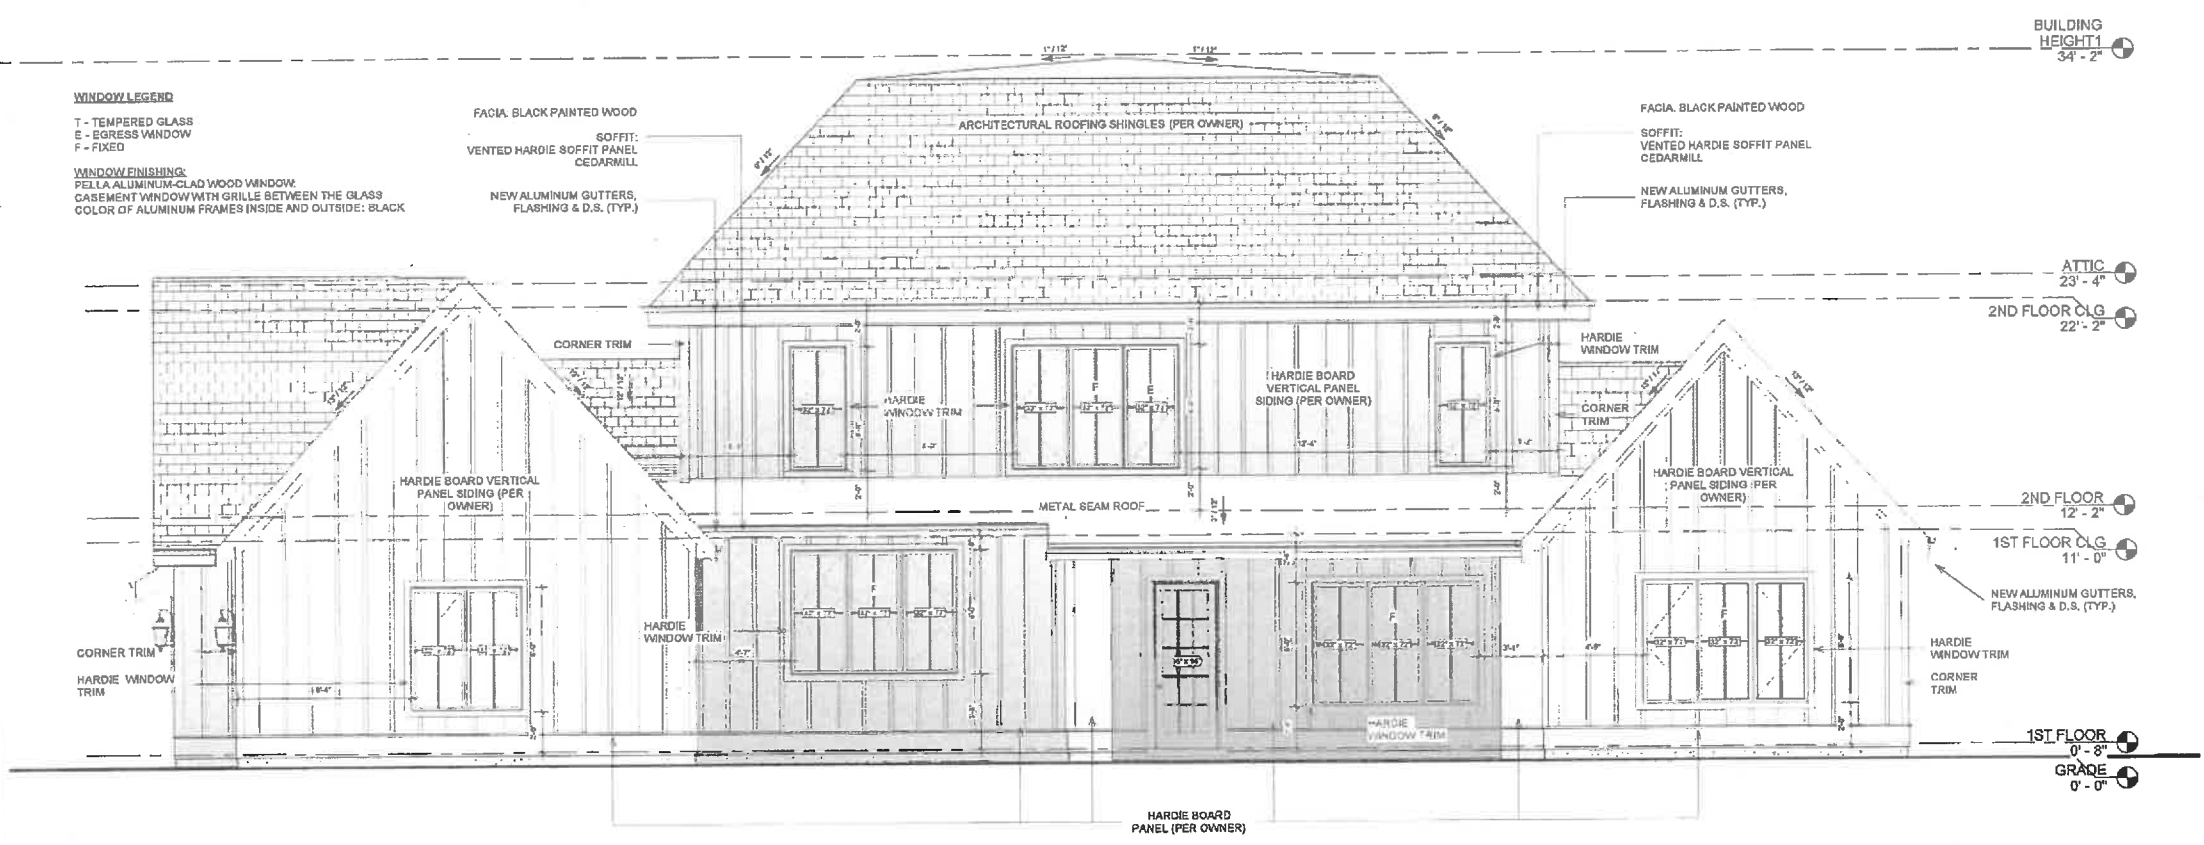 BUILDING
HEIGHT1
34' - 2"
1" / 12'
1" / 12'
WINDOW LEGEND
T - TEMPERED GLASS
E - EGRESS WINDOW
F - FIXED
WINDOW FINISHING:
PELLA ALUMINUM-CLAD WOOD WINDOW:
CASEMENT WINDOW WITH GRILLE BETWEEN THE GLASS
COLOR OF ALUMINUM FRAMES INSIDE AND OUTSIDE: BLACK
FACIA. BLACK PAINTED WOOD
SOFFIT:
VENTED HARDIE SOFFIT PANEL
CEDARMILL
NEW ALUMINUM GUTTERS,
FLASHING & D.S. (TYP.)
ARCHITECTURAL ROOFING SHINGLES (PER OWNER)
FACIA. BLACK PAINTED WOOD
SOFFIT:
VENTED HARDIE SOFFIT PANEL
CEDARMILL
NEW ALUMINUM GUTTERS,
FLASHING & D.S. (TYP.)
ATTIC
23' - 4"
2ND FLOOR CLG
22' - 2"
CORNER TRIM
HARDIE
WINDOW TRIM
F
E
HARDIE BOARD
VERTICAL PANEL
SIDING (PER OWNER)
HARDIE
WINDOW TRIM
CORNER
TRIM
12'-4"
HARDIE BOARD VERTICAL
PANEL SIDING (PER
OWNER)
HARDIE BOARD VERTICAL
PANEL SIDING (PER
OWNER)
METAL SEAM ROOF
2ND FLOOR
12' - 2"
1ST FLOOR CLG
11' - 0"
NEW ALUMINUM GUTTERS,
FLASHING & D.S. (TYP.)
F
F
F
CORNER TRIM
HARDIE WINDOW
TRIM
HARDIE
WINDOW TRIM
4'-7"
HARDIE
WINDOW TRIM
CORNER
TRIM
HARDIE
WINDOW TRIM
1ST FLOOR
0' - 8"
GRADE
0' - 0"
HARDIE BOARD
PANEL (PER OWNER)